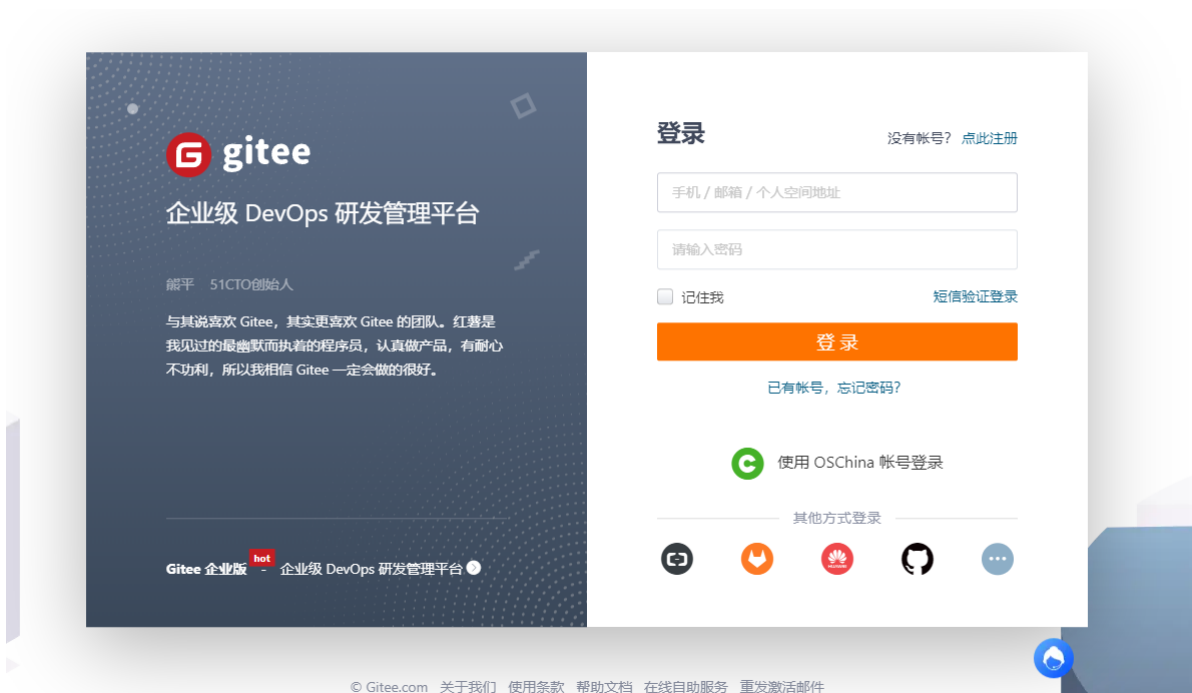 gitee
企业级 DevOps 研发管理平台
熊平 51CTO创始人
与其说喜欢 Gitee，其实更喜欢 Gitee 的团队。红薯是
我见过的最幽默而执着的程序员，认真做产品，有耐心
不功利，所以我相信 Gitee 一定会做的很好。
hot
Gitee 企业版 - 企业级 DevOps 研发管理平台
登录
没有帐号？ 点此注册
手机 / 邮箱 / 个人空间地址
请输入密码
记住我
短信验证登录
登 录
已有帐号，忘记密码？
使用 OSChina 帐号登录
其他方式登录
HUAWEI
© Gitee.com 关于我们 使用条款 帮助文档 在线自助服务 重发激活邮件